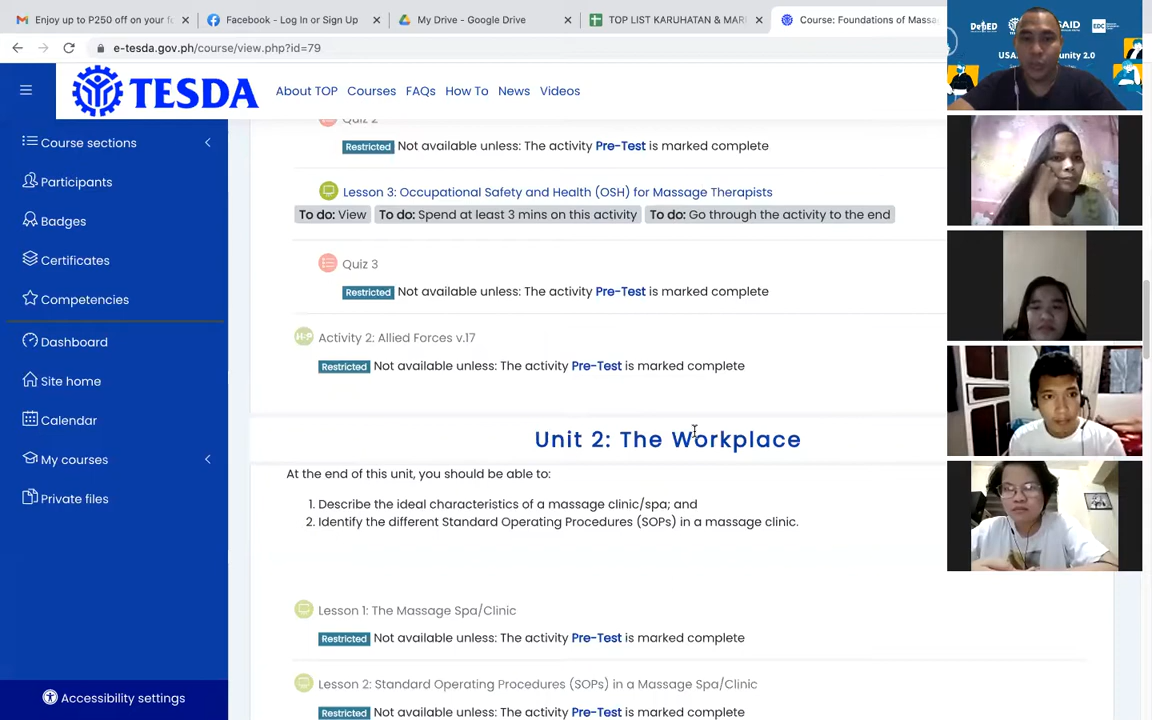 Enjoy up to P250 off on your f
Facebook - Log In or Sign Up
My Drive - Google Drive
TOP LIST KARUHATAN & MAR
Course: Foundations of Massa
e-tesda.gov.ph/course/view.php?id=79
TESDA
About TOP
Courses
FAQs
How To
News
Videos
DepED
USAID
EDC
Course sections
Participants
Badges
Certificates
Competencies
Dashboard
Site home
Calendar
My courses
Private files
Accessibility settings
Quiz 2
Restricted Not available unless: The activity Pre-Test is marked complete
Lesson 3: Occupational Safety and Health (OSH) for Massage Therapists
To do: View To do: Spend at least 3 mins on this activity To do: Go through the activity to the end
Quiz 3
Restricted Not available unless: The activity Pre-Test is marked complete
Activity 2: Allied Forces v.17
Restricted Not available unless: The activity Pre-Test is marked complete
Unit 2: The Workplace
At the end of this unit, you should be able to:
1. Describe the ideal characteristics of a massage clinic/spa; and
2. Identify the different Standard Operating Procedures (SOPs) in a massage clinic.
Lesson 1: The Massage Spa/Clinic
Restricted Not available unless: The activity Pre-Test is marked complete
Lesson 2: Standard Operating Procedures (SOPs) in a Massage Spa/Clinic
Restricted Not available unless: The activity Pre-Test is marked complete